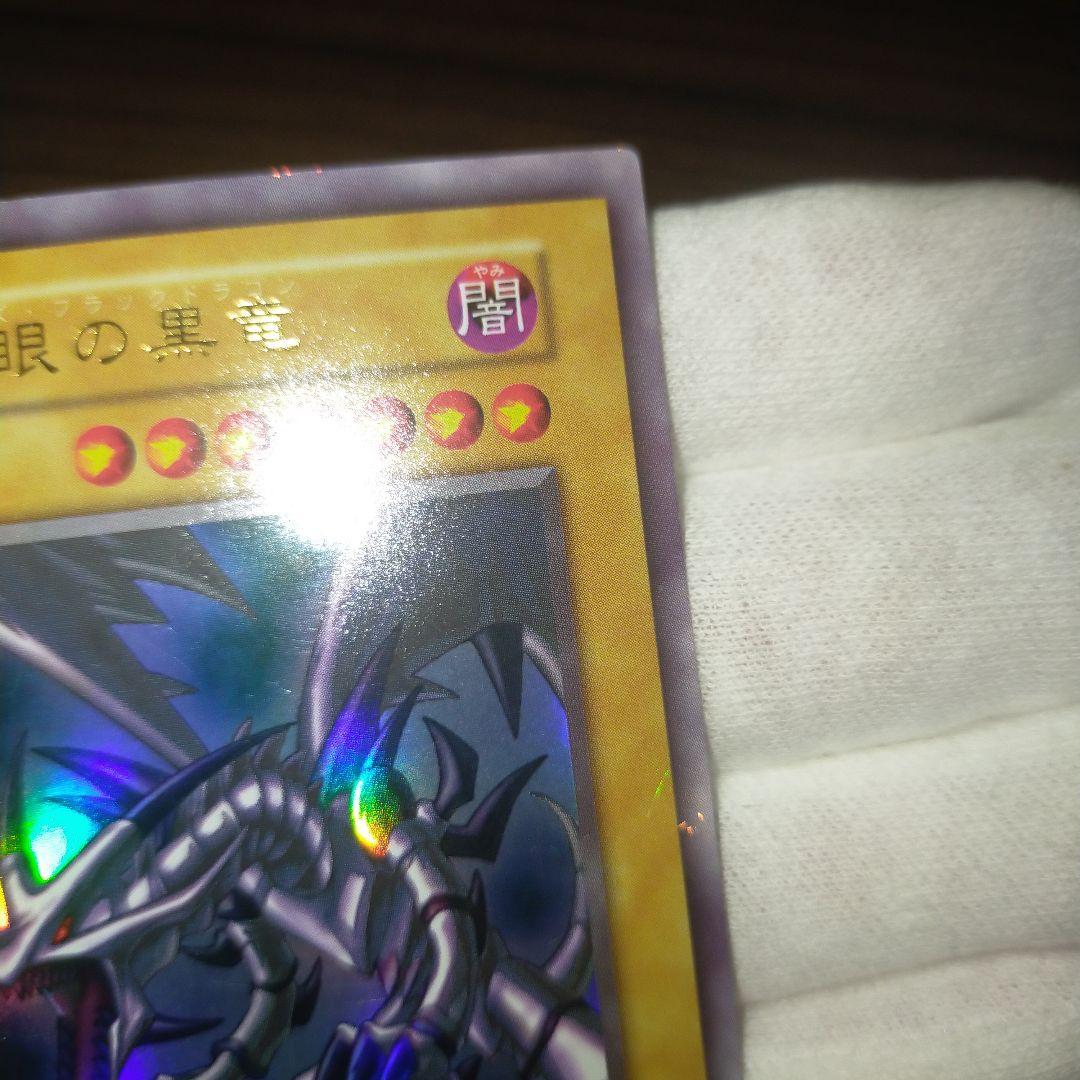 ブラックドラゴン
眼の黒竜
やみ
闇